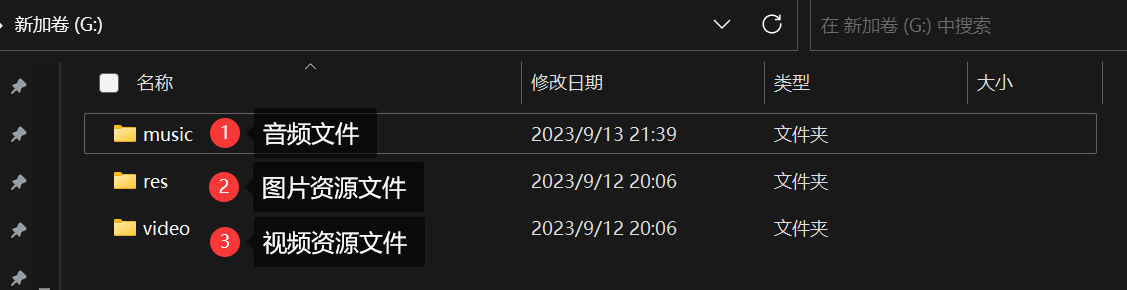 新加卷 (G:)
在 新加卷 (G:) 中搜索
名称 修改日期 类型 大小
music 1 音频文件 2023/9/13 21:39 文件夹
res 2 图片资源文件 2023/9/12 20:06 文件夹
video 3 视频资源文件 2023/9/12 20:06 文件夹